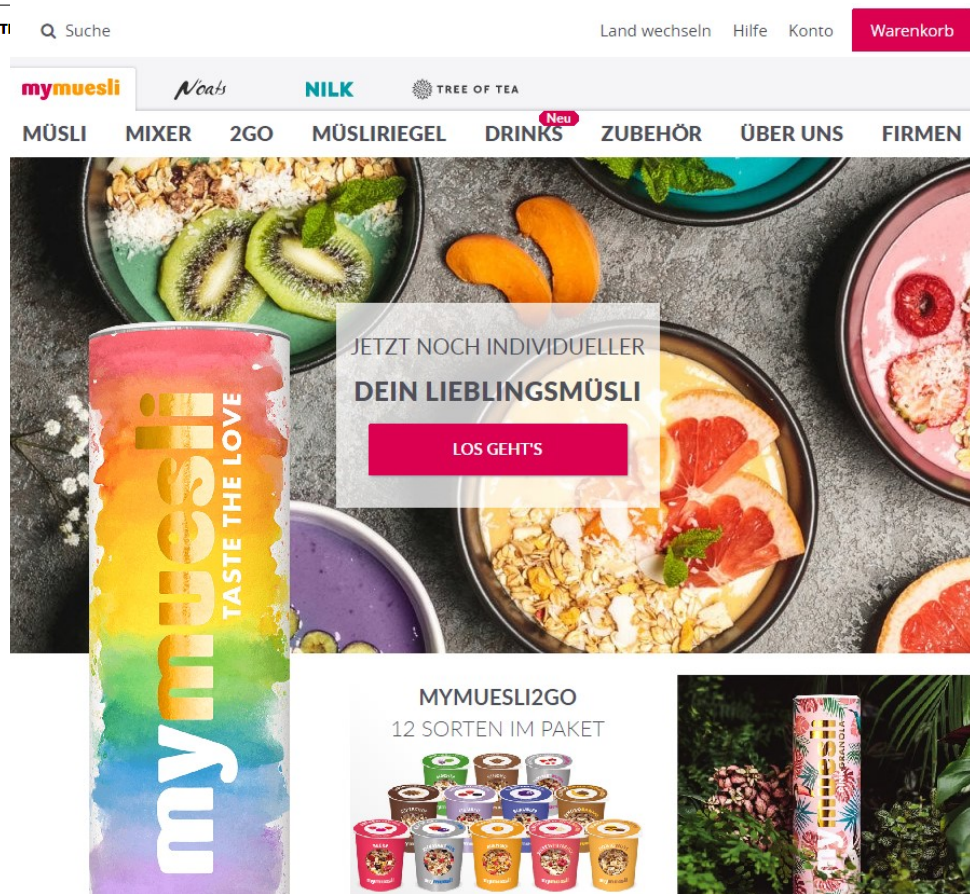 Suche
Land wechseln Hilfe Konto Warenkorb
mymuesli N'oats NILK TREE OF TEA
Neu
MÜSLI MIXER 2GO MÜSLIRIEGEL DRINKS ZUBEHÖR ÜBER UNS FIRMEN
JETZT NOCH INDIVIDUELLER
DEIN LIEBLINGSMÜSLI
LOS GEHT'S
mymuesli
TASTE THE LOVE
MYMUESLI2GO
12 SORTEN IM PAKET
mymuesli
GRANOLA